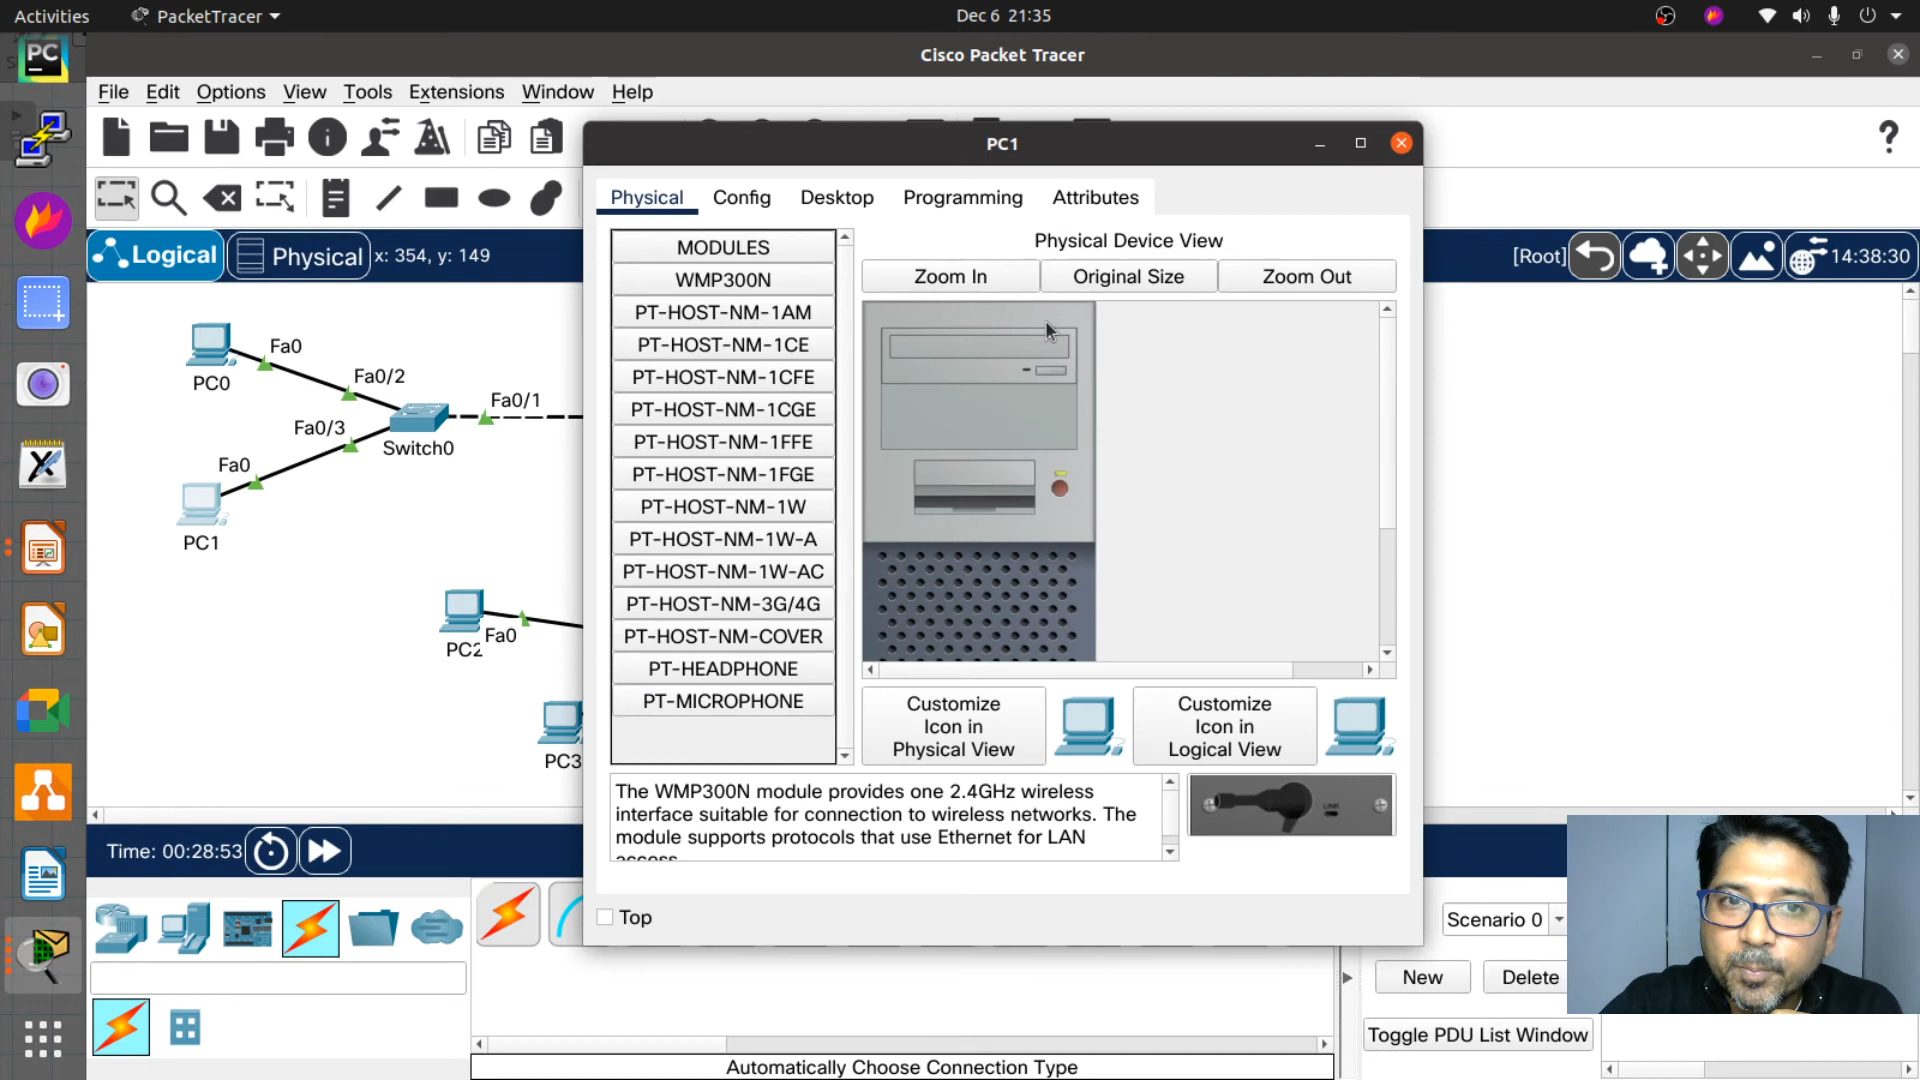 Activities
PacketTracer
Dec 6 21:35
PC
Cisco Packet Tracer
File Edit Options View Tools Extensions Window Help
PC1
Physical Config Desktop Programming Attributes
Logical
Physical
x: 354, y: 149
[Root]
14:38:30
MODULES
WMP300N
PT-HOST-NM-1AM
PT-HOST-NM-1CE
PT-HOST-NM-1CFE
PT-HOST-NM-1CGE
PT-HOST-NM-1FFE
PT-HOST-NM-1FGE
PT-HOST-NM-1W
PT-HOST-NM-1W-A
PT-HOST-NM-1W-AC
PT-HOST-NM-3G/4G
PT-HOST-NM-COVER
PT-HEADPHONE
PT-MICROPHONE
Physical Device View
Zoom In
Original Size
Zoom Out
Customize
Icon in
Physical View
Customize
Icon in
Logical View
The WMP300N module provides one 2.4GHz wireless
interface suitable for connection to wireless networks. The
module supports protocols that use Ethernet for LAN
access.
LINK
Top
Fa0
PC0
Fa0/2
Fa0/1
Fa0/3
Switch0
Fa0
PC1
Fa0
PC2
PC3
Time: 00:28:53
Scenario 0
New
Delete
Toggle PDU List Window
Automatically Choose Connection Type